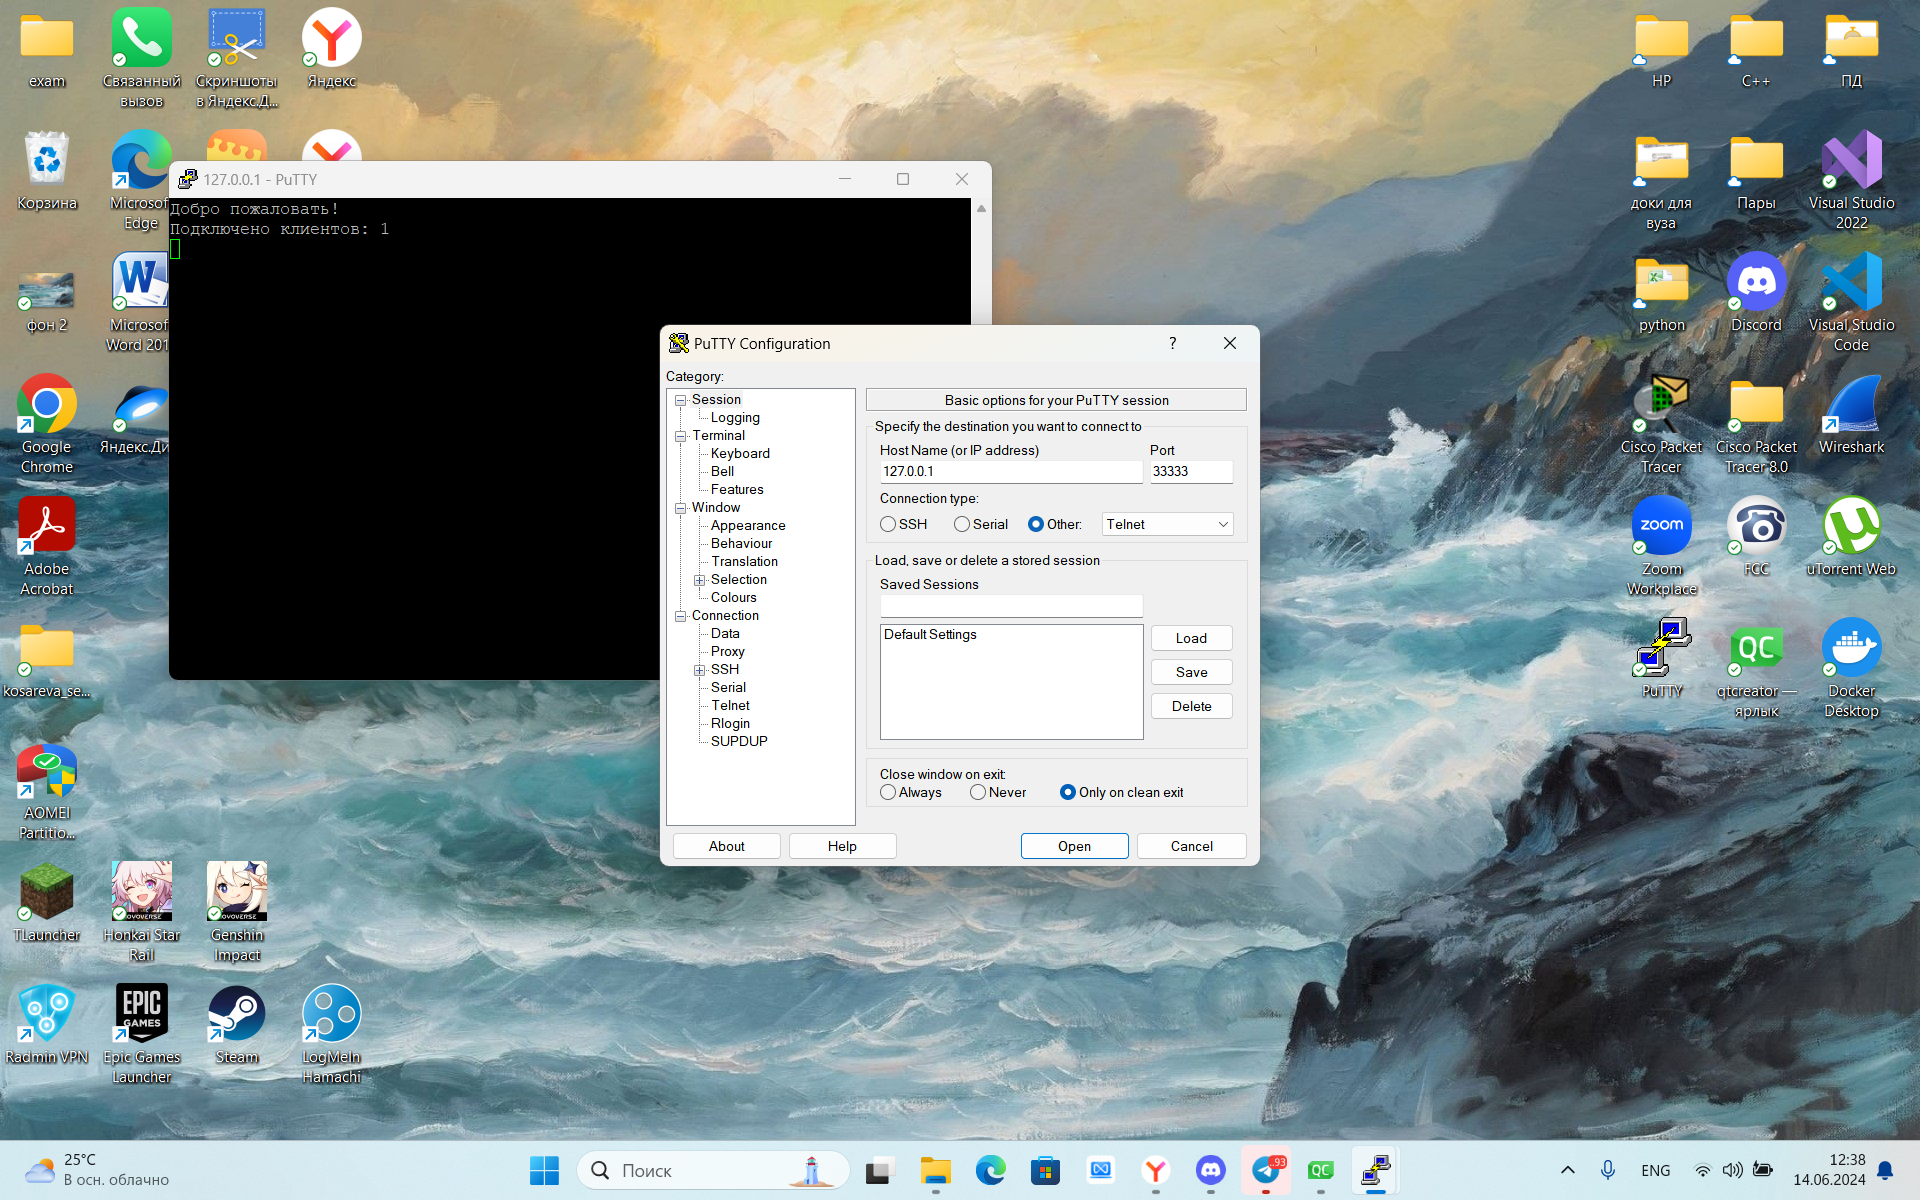 exam
Связанный
вызов
Скриншоты
в Яндекс.Д...
Яндекс
HP
C++
ПД
Корзина
Microsof
Edge
127.0.0.1 - PuTTY
Добро пожаловать!
Подключено клиентов: 1
доки для
вуза
Пары
Visual Studio
2022
фон 2
Microsof
Word 201
python
Discord
Visual Studio
Code
PuTTY Configuration
?
Category:
Session
Logging
Terminal
Keyboard
Bell
Features
Window
Appearance
Behaviour
Translation
Selection
Colours
Connection
Data
Proxy
SSH
Serial
Telnet
Rlogin
SUPDUP
Basic options for your PuTTY session
Specify the destination you want to connect to
Host Name (or IP address)
Port
127.0.0.1
33333
Connection type:
SSH
Serial
Other:
Telnet
Load, save or delete a stored session
Saved Sessions
Default Settings
Load
Save
Delete
Close window on exit:
Always
Never
Only on clean exit
About
Help
Open
Cancel
Google
Chrome
Яндекс.Ди
Cisco Packet
Tracer
Cisco Packet
Tracer 8.0
Wireshark
Adobe
Acrobat
zoom
Zoom
Workplace
FCC
uTorrent Web
kosareva_se...
PuTTY
QC
qtcreator —
ярлык
Docker
Desktop
AOMEI
Partitio...
TLauncher
HOYOVERSE
Honkai Star
Rail
HOYOVERSE
Genshin
Impact
Radmin VPN
EPIC
GAMES
Epic Games
Launcher
Steam
LogMeIn
Hamachi
25°C
В осн. облачно
Поиск
..93
QC
ENG
12:38
14.06.2024